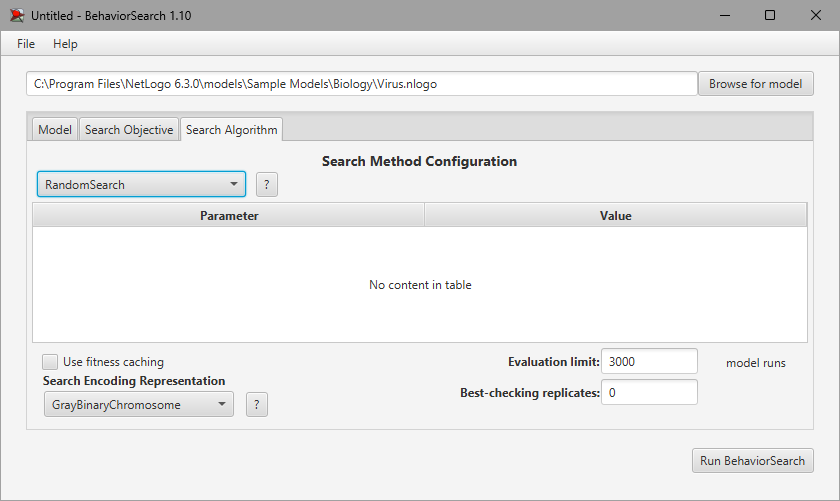 Untitled - BehaviorSearch 1.10
File Help
C:\Program Files\NetLogo 6.3.0\models\Sample Models\Biology\Virus.nlogo Browse for model
Model Search Objective Search Algorithm
Search Method Configuration
RandomSearch ?
Parameter Value
No content in table
Use fitness caching Evaluation limit: 3000 model runs
Search Encoding Representation
GrayBinaryChromosome ? Best-checking replicates: 0
Run BehaviorSearch